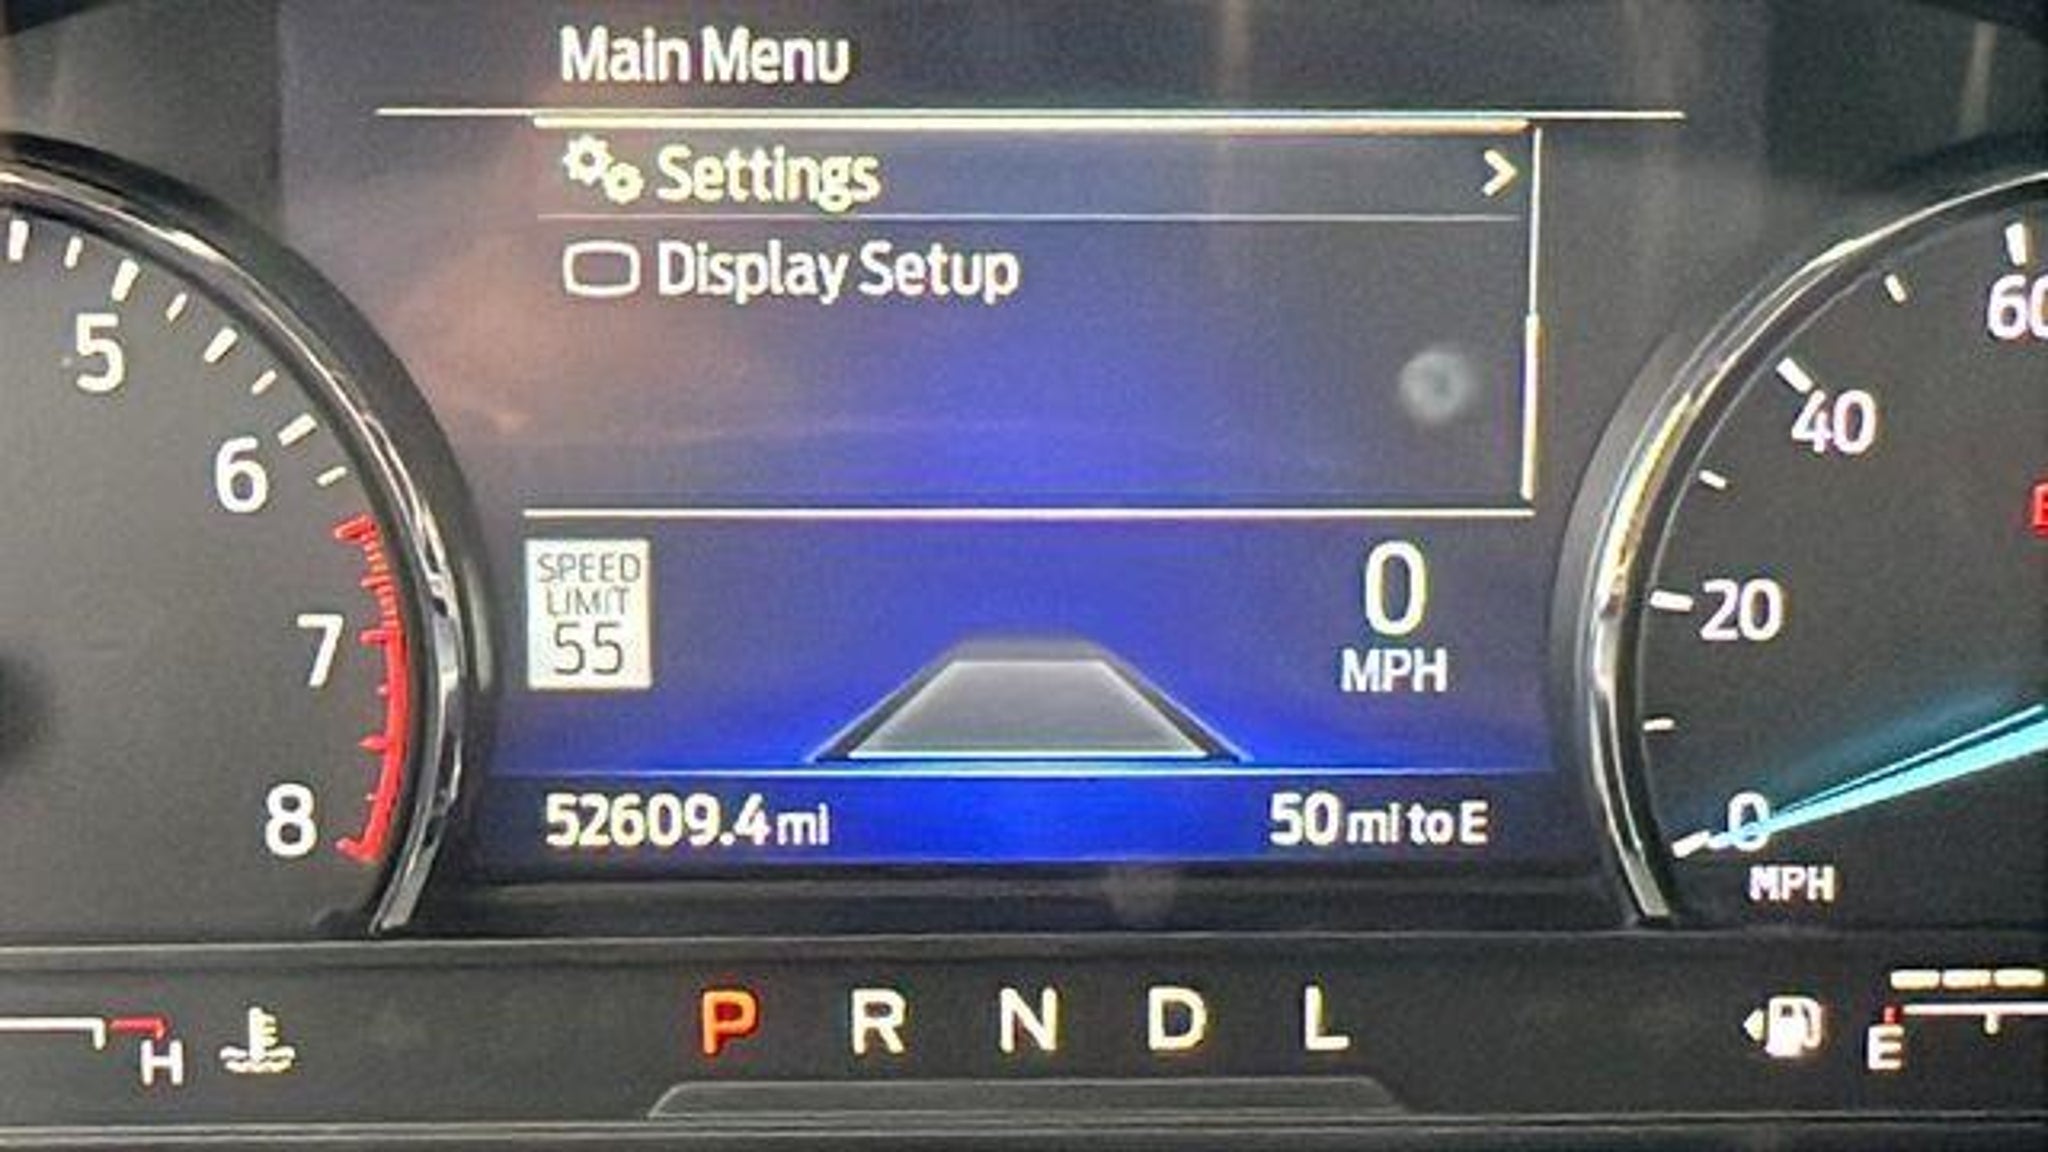 Main Menu
Settings >
Display Setup
5
6
7
8
60
40
20
0
MPH
SPEED
LIMIT
55
0
MPH
52609.4 mi
50 mi to E
H
P R N D L
E